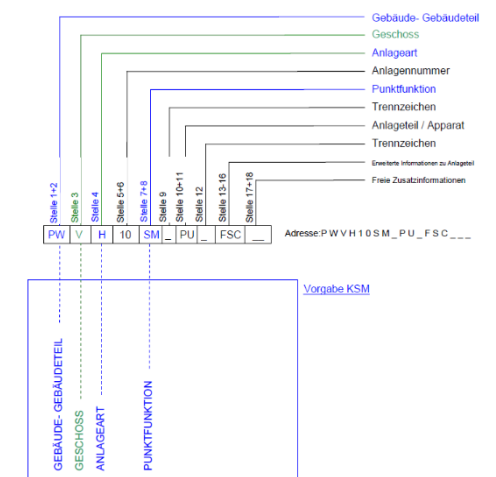 Gebäude- Gebäudeteil
Geschoss
Anlageart
Anlagennummer
Punktfunktion
Trennzeichen
Anlageteil / Apparat
Trennzeichen
Erweiterte Informationen zu Anlageteil
Freie Zusatzinformationen
Stelle 1+2
Stelle 3
Stelle 4
Stelle 5+6
Stelle 7+8
Stelle 9
Stelle 10+11
Stelle 12
Stelle 13-16
Stelle 17+18
PW V H 10 SM _ PU _ FSC __
Adresse:PWVH10SM_PU_FSC___
Vorgabe KSM
GEBÄUDE- GEBÄUDETEIL
GESCHOSS
ANLAGEART
PUNKTFUNKTION